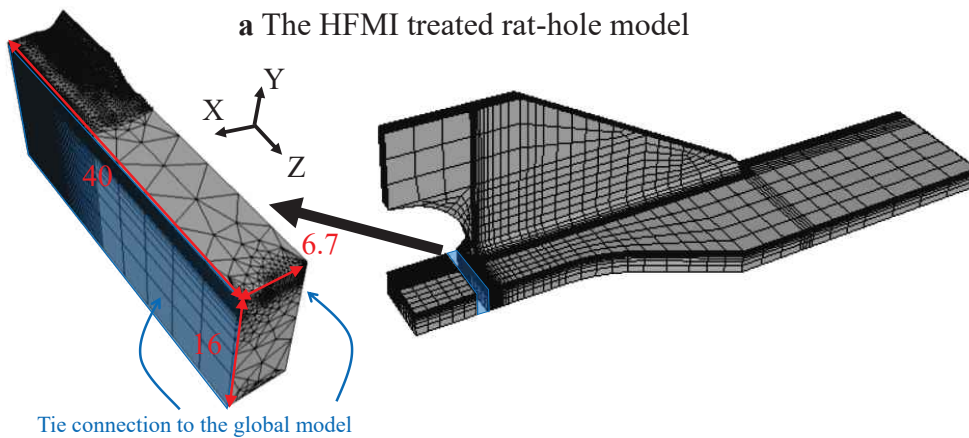 a The HFMI treated rat-hole model
Y
X
Z
40
6.7
16
Tie connection to the global model